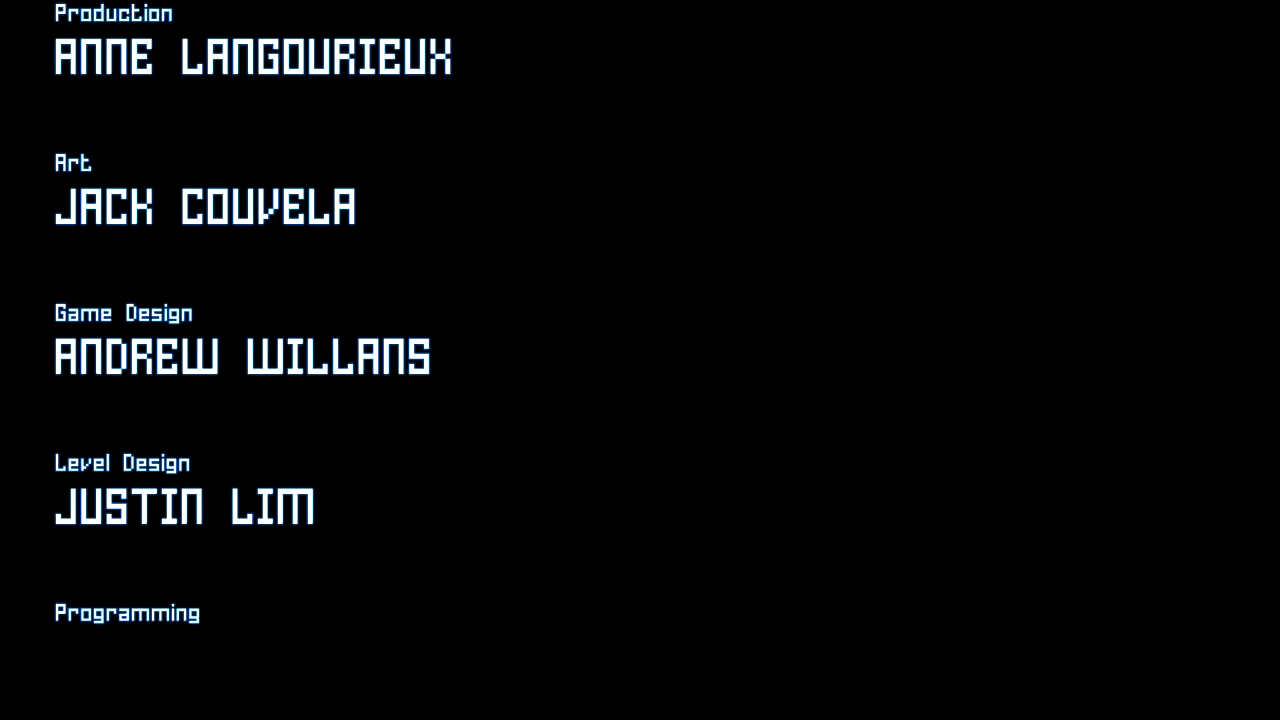 Production
ANNE LANGOURIEUX
Art
JACK COUVELA
Game Design
ANDREW WILLANS
Level Design
JUSTIN LIM
Programming